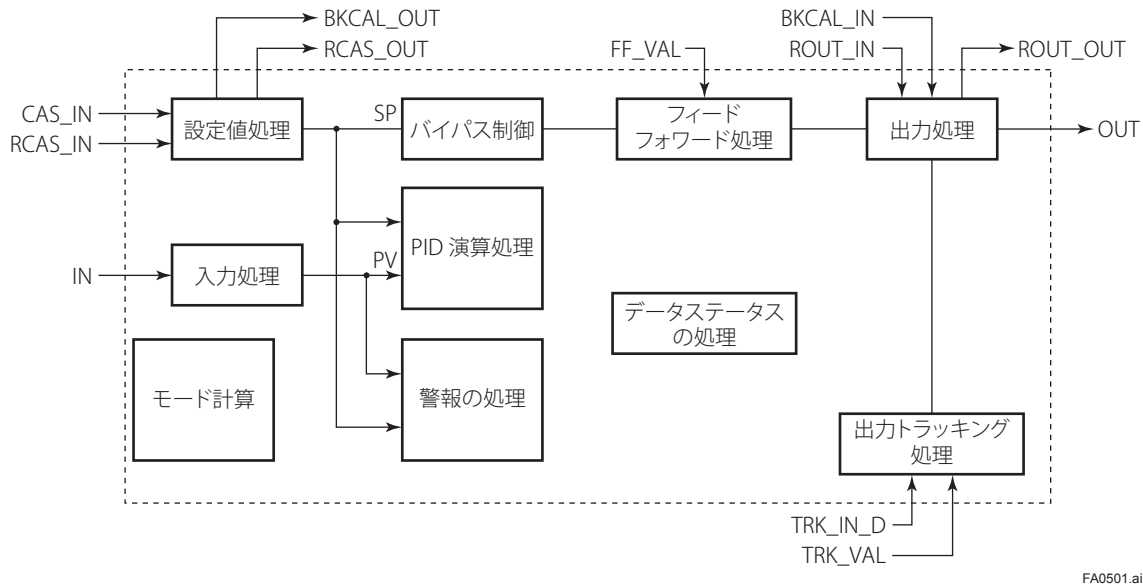 BKCAL_OUT
RCAS_OUT
BKCAL_IN
ROUT_IN
ROUT_OUT
FF_VAL
CAS_IN
RCAS_IN
設定値処理
SP
バイパス制御
フィード
フォワード処理
出力処理
OUT
IN
入力処理
PV
PID 演算処理
データステータス
の処理
モード計算
警報の処理
出力トラッキング
処理
TRK_IN_D
TRK_VAL
FA0501.ai